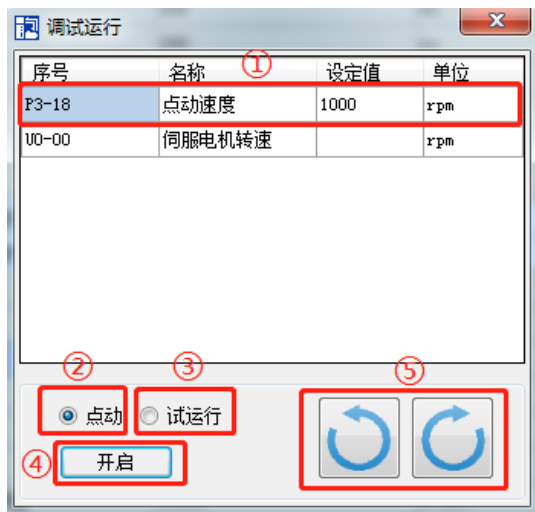 调试运行
序号 名称 ① 设定值 单位
P3-18 点动速度 1000 rpm
U0-00 伺服电机转速 rpm
② ③ ⑤
点动 试运行
④ 开启